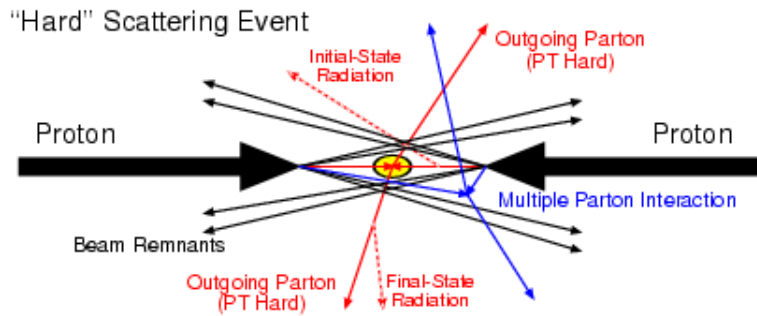 “Hard” Scattering Event
Initial-State
Radiation
Outgoing Parton
(PT Hard)
Proton
Proton
Multiple Parton Interaction
Beam Remnants
Outgoing Parton
(PT Hard)
Final-State
Radiation